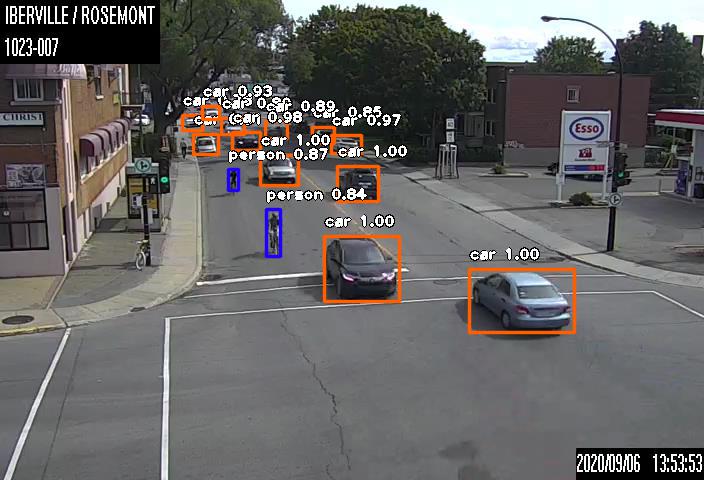 IBERVILLE / ROSEMONT
1023-007
car 0.93
car 0.89
car 0.85
car 0.98
car 0.97
car 1.00
person 0.87
car 1.00
person 0.84
car 1.00
car 1.00
CHRIST
Esso
2020/09/06 13:53:53